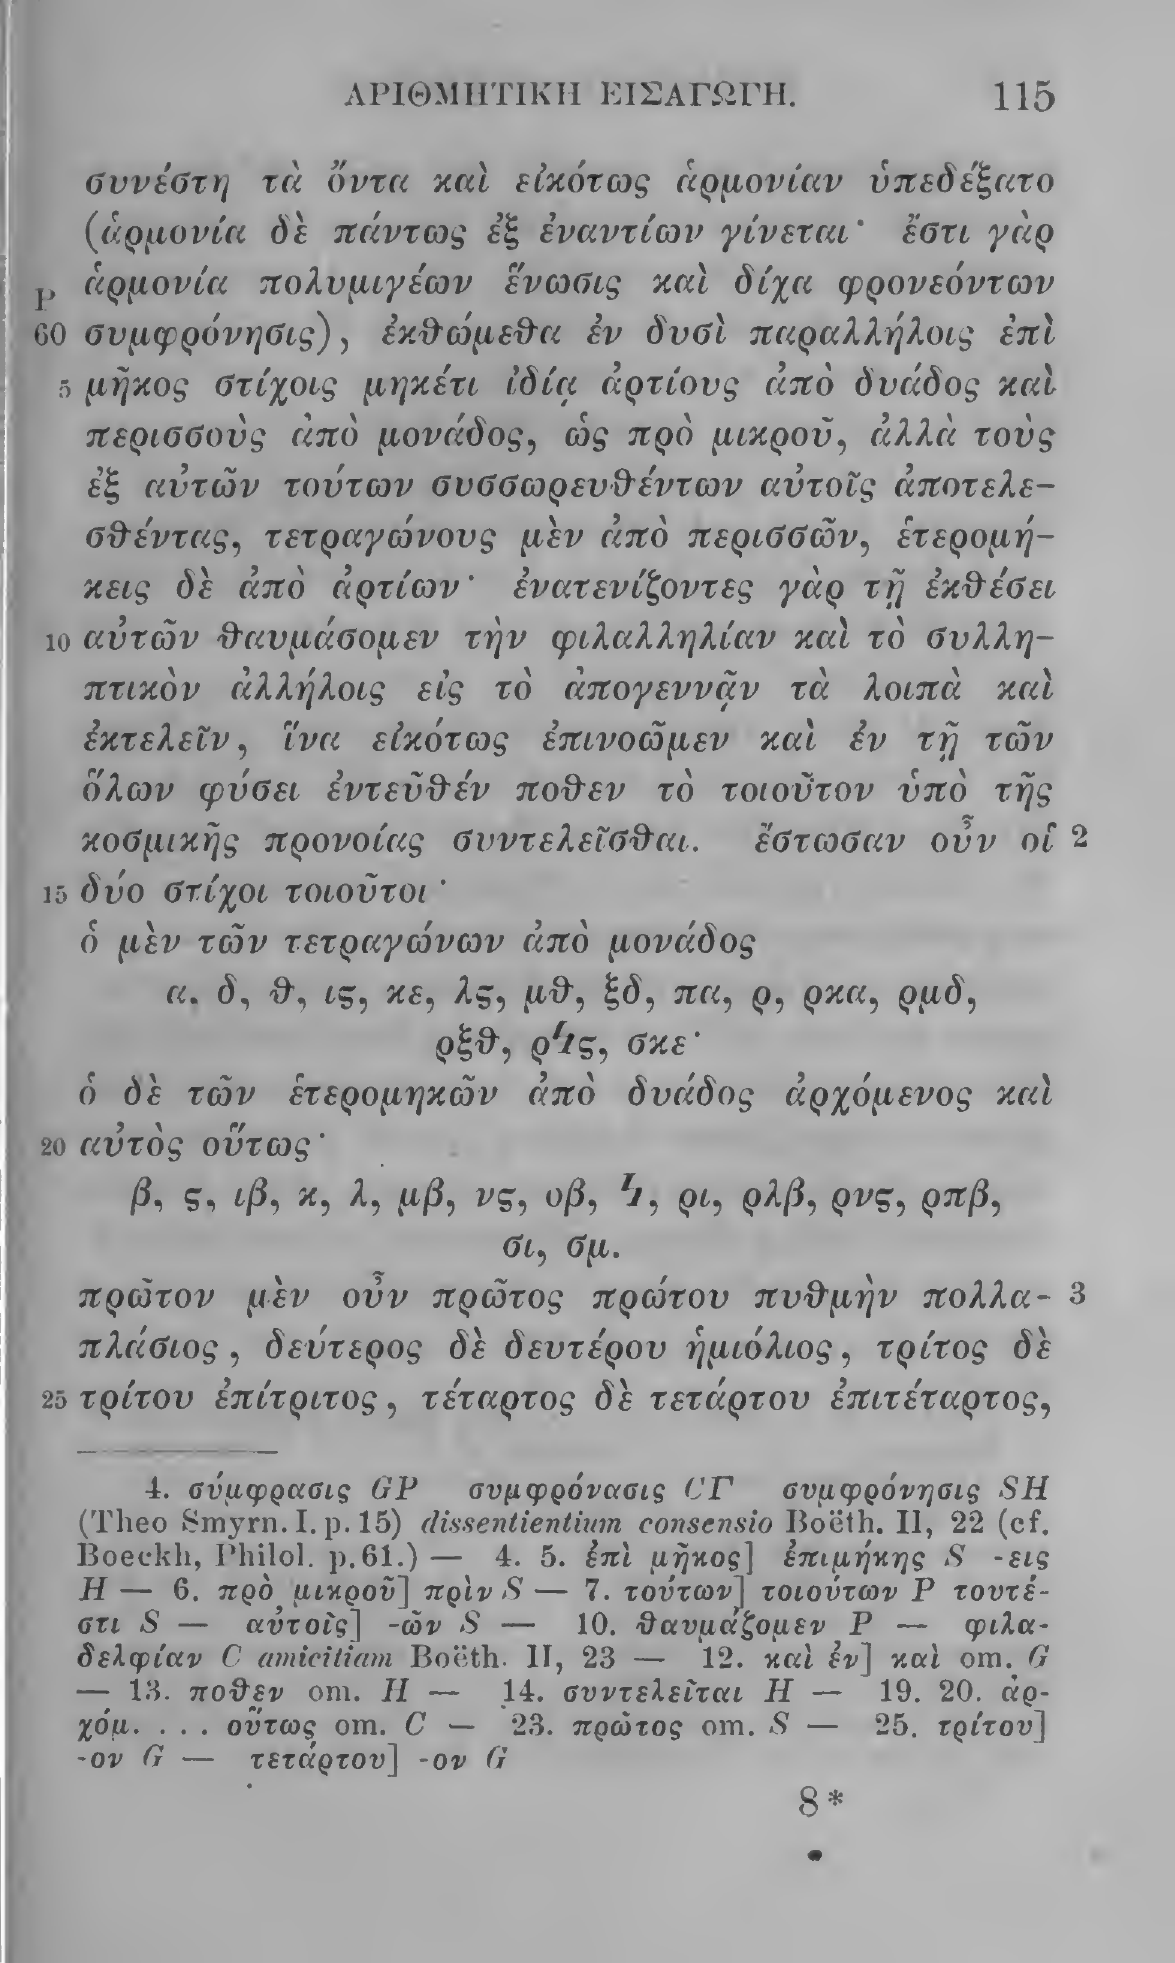 ΑΡΙΘΜΗΤΙΚΗ ΕΙΣΑΓΩΓΗ. 115
συνέστη τὰ ὄντα καὶ εἰκότως ἁρμονίαν ὑπεδέξατο
(ἁρμονία δὲ πάντως ἐξ ἐναντίων γίνεται· ἔστι γὰρ
p ἁρμονία πολυμιγέων ἕνωσις καὶ δίχα φρονεόντων
60 συμφρόνησις), ἐκθώμεθα ἐν δυσὶ παραλλήλοις ἐπὶ
5 μῆκος στίχοις μηκέτι ἰδίᾳ ἀρτίους ἀπὸ δυάδος καὶ
περισσοὺς ἀπὸ μονάδος, ὡς πρὸ μικροῦ, ἀλλὰ τοὺς
ἐξ αὐτῶν τούτων συσσωρευθέντων αὐτοῖς ἀποτελε-
σθέντας, τετραγώνους μὲν ἀπὸ περισσῶν, ἑτερομή-
κεις δὲ ἀπὸ ἀρτίων· ἐνατενίζοντες γὰρ τῇ ἐκθέσει
10 αὐτῶν θαυμάσομεν τὴν φιλαλληλίαν καὶ τὸ συλλη-
πτικὸν ἀλλήλοις εἰς τὸ ἀπογεννᾷν τὰ λοιπὰ καὶ
ἐκτελεῖν, ἵνα εἰκότως ἐπινοῶμεν καὶ ἐν τῇ τῶν
ὅλων φύσει ἐντεῦθέν ποθεν τὸ τοιοῦτον ὑπὸ τῆς
κοσμικῆς προνοίας συντελεῖσθαι. ἔστωσαν οὖν οἱ 2
15 δύο στίχοι τοιοῦτοι·
ὁ μὲν τῶν τετραγώνων ἀπὸ μονάδος
α, δ, θ, ις, κε, λς, μθ, ξδ, πα, ρ, ρκα, ρμδ,
ρξθ, ρϟς, σκε·
ὁ δὲ τῶν ἑτερομηκῶν ἀπὸ δυάδος ἀρχόμενος καὶ
20 αὐτὸς οὕτως·
β, ς, ιβ, κ, λ, μβ, νς, οβ, ϟ, ρι, ρλβ, ρνς, ρπβ,
σι, σμ.
πρῶτον μὲν οὖν πρῶτος πρώτου πυθμὴν πολλα- 3
πλάσιος, δεύτερος δὲ δευτέρου ἡμιόλιος, τρίτος δὲ
25 τρίτου ἐπίτριτος, τέταρτος δὲ τετάρτου ἐπιτέταρτος,
4. σύμφρασις GP συμφρόνασις CΓ συμφρόνησις SH
(Theo Smyrn. I. p. 15) dissentientium consensio Boëth. II, 22 (cf.
Boeckh, Philol. p. 61.) — 4. 5. ἐπὶ μῆκος] ἐπιμήκης S -εις
H — 6. πρὸ μικροῦ] πρὶν S — 7. τούτων] τοιούτων P τουτέ-
στι S — αὐτοῖς] -ῶν S — 10. θαυμάζομεν P — φιλα-
δελφίαν C amicitiam Boëth. II, 23 — 12. καὶ ἐν] καὶ om. G
— 13. ποθεν om. H — 14. συντελεῖται H — 19. 20. ἀρ-
χόμ. . . . οὕτως om. C — 23. πρῶτος om. S — 25. τρίτου]
-ον G — τετάρτου] -ον G
8*